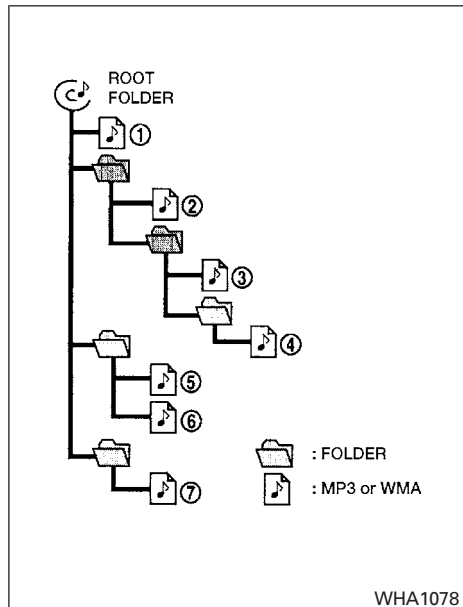 ROOT
FOLDER
①
②
③
④
⑤
⑥
⑦
: FOLDER
: MP3 or WMA
WHA1078